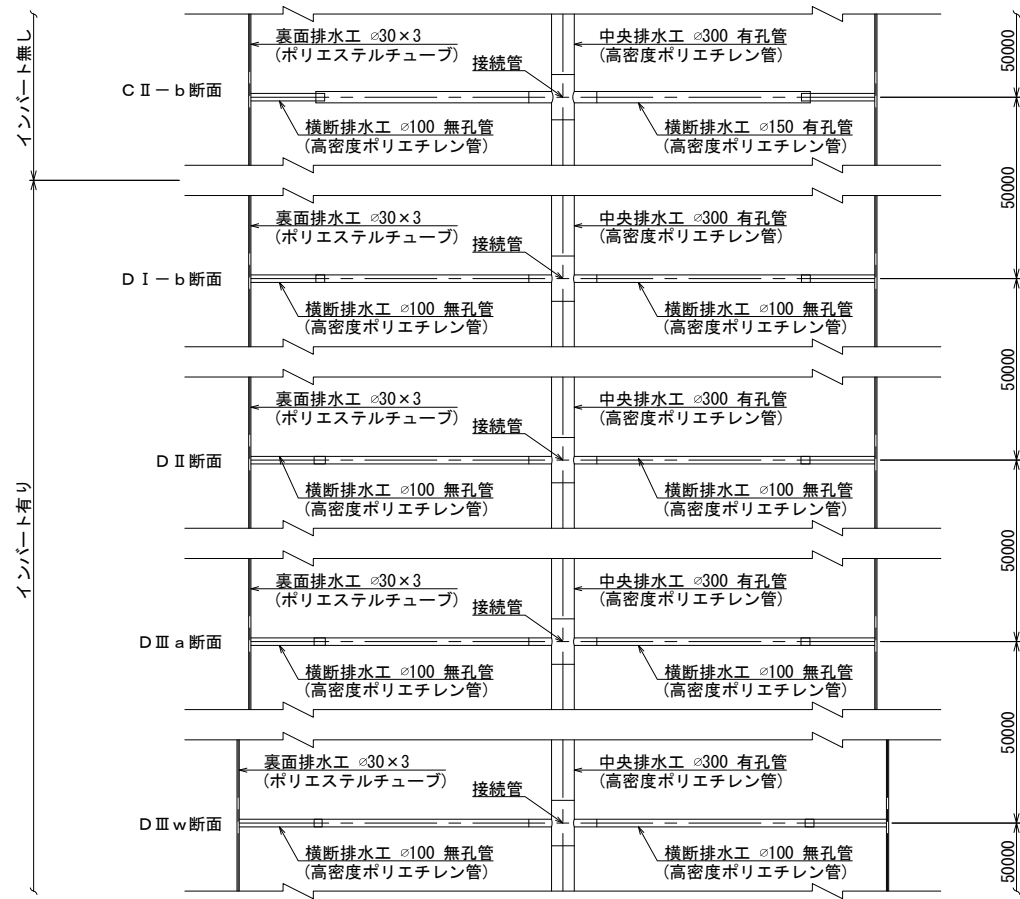 インバート無し
裏面排水工 ∅30×3
(ポリエステルチューブ)
中央排水工 ∅300 有孔管
(高密度ポリエチレン管)
接続管
CⅡ－b断面
横断排水工 ∅100 無孔管
(高密度ポリエチレン管)
横断排水工 ∅150 有孔管
(高密度ポリエチレン管)
50000
50000
裏面排水工 ∅30×3
(ポリエステルチューブ)
中央排水工 ∅300 有孔管
(高密度ポリエチレン管)
接続管
DⅠ－b断面
横断排水工 ∅100 無孔管
(高密度ポリエチレン管)
横断排水工 ∅100 無孔管
(高密度ポリエチレン管)
50000
裏面排水工 ∅30×3
(ポリエステルチューブ)
中央排水工 ∅300 有孔管
(高密度ポリエチレン管)
接続管
DⅡ断面
横断排水工 ∅100 無孔管
(高密度ポリエチレン管)
横断排水工 ∅100 無孔管
(高密度ポリエチレン管)
インバート有り
50000
裏面排水工 ∅30×3
(ポリエステルチューブ)
中央排水工 ∅300 有孔管
(高密度ポリエチレン管)
接続管
DⅢa断面
横断排水工 ∅100 無孔管
(高密度ポリエチレン管)
横断排水工 ∅100 無孔管
(高密度ポリエチレン管)
50000
裏面排水工 ∅30×3
(ポリエステルチューブ)
中央排水工 ∅300 有孔管
(高密度ポリエチレン管)
接続管
DⅢw断面
横断排水工 ∅100 無孔管
(高密度ポリエチレン管)
横断排水工 ∅100 無孔管
(高密度ポリエチレン管)
50000